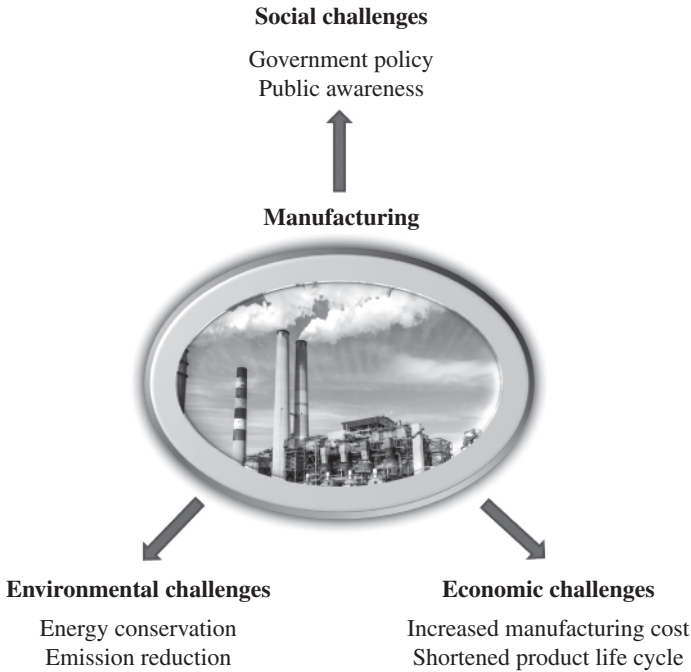 Social challenges
Government policy
Public awareness
Manufacturing
Environmental challenges
Energy conservation
Emission reduction
Economic challenges
Increased manufacturing cost
Shortened product life cycle